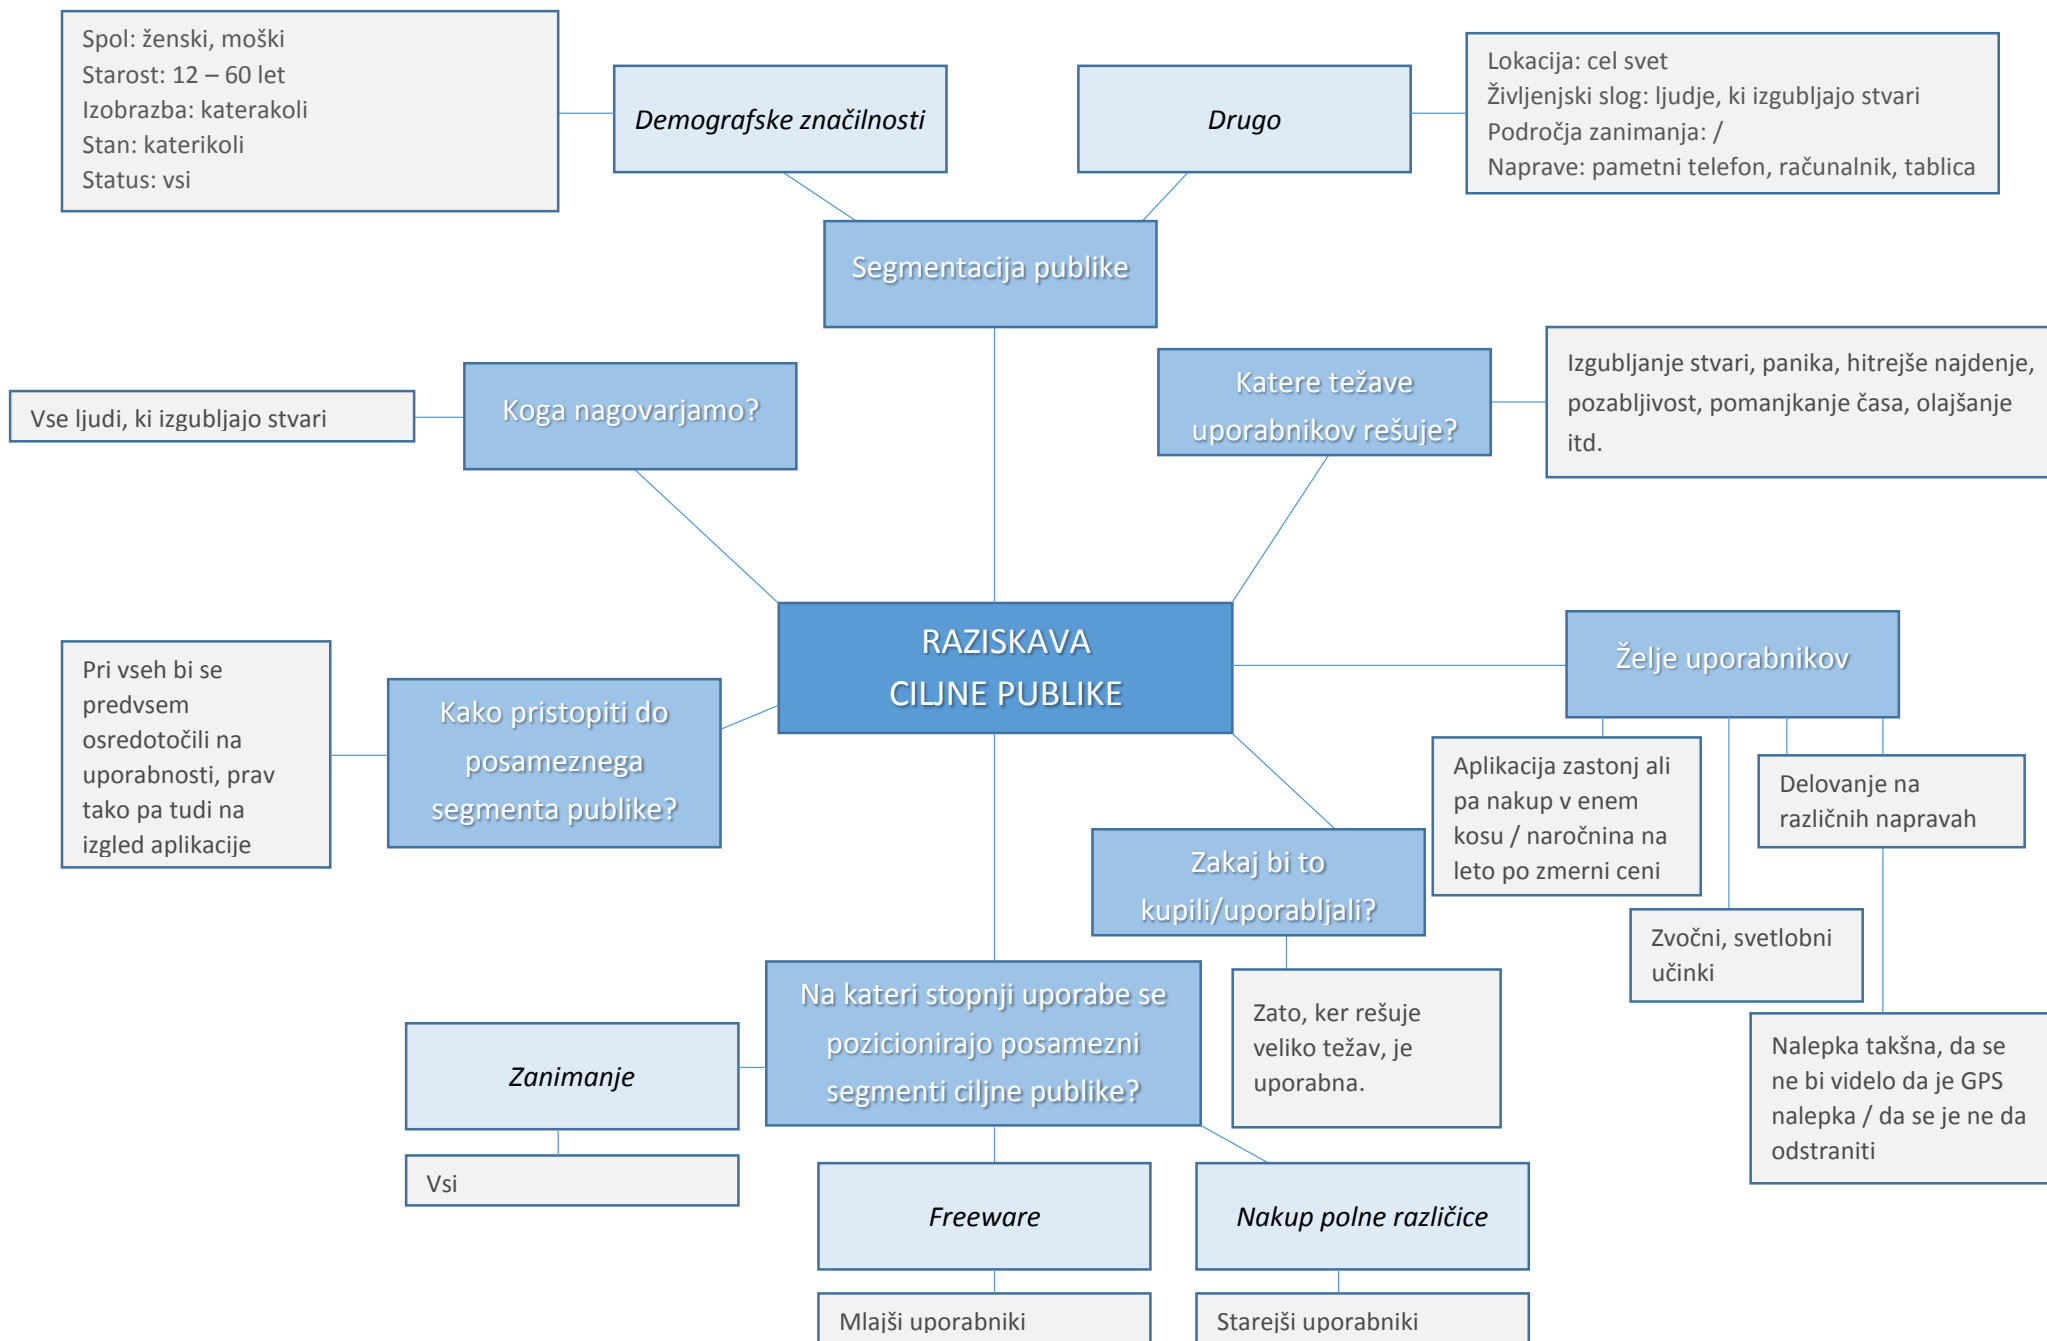 Spol: ženski, moški
Starost: 12 – 60 let
Izobrazba: katerakoli
Stan: katerikoli
Status: vsi
Demografske značilnosti
Drugo
Lokacija: cel svet
Življenjski slog: ljudje, ki izgubljajo stvari
Področja zanimanja: /
Naprave: pametni telefon, računalnik, tablica
Segmentacija publike
Vse ljudi, ki izgubljajo stvari
Koga nagovarjamo?
Katere težave
uporabnikov rešuje?
Izgubljanje stvari, panika, hitrejše najdenje,
pozabljivost, pomanjkanje časa, olajšanje
itd.
RAZISKAVA
CILJNE PUBLIKE
Pri vseh bi se
predvsem
osredotočili na
uporabnosti, prav
tako pa tudi na
izgled aplikacije
Kako pristopiti do
posameznega
segmenta publike?
Želje uporabnikov
Aplikacija zastonj ali
pa nakup v enem
kosu / naročnina na
leto po zmerni ceni
Delovanje na
različnih napravah
Zakaj bi to
kupili/uporabljali?
Zvočni, svetlobni
učinki
Na kateri stopnji uporabe se
pozicionirajo posamezni
segmenti ciljne publike?
Zato, ker rešuje
veliko težav, je
uporabna.
Nalepka takšna, da se
ne bi videlo da je GPS
nalepka / da se je ne da
odstraniti
Zanimanje
Vsi
Freeware
Nakup polne različice
Mlajši uporabniki
Starejši uporabniki